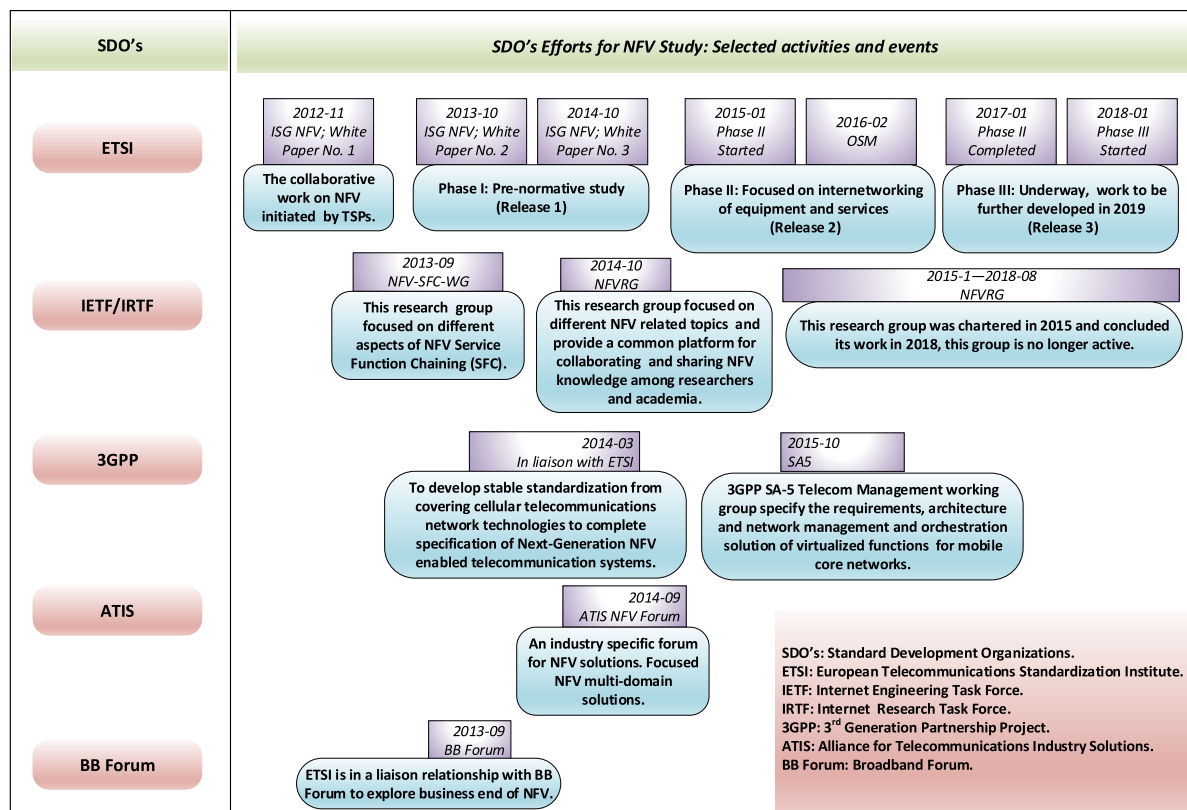 SDO's
SDO's Efforts for NFV Study: Selected activities and events
ETSI
2012-11
ISG NFV; White
Paper No. 1
2013-10
ISG NFV; White
Paper No. 2
2014-10
ISG NFV; White
Paper No. 3
2015-01
Phase II
Started
2016-02
OSM
2017-01
Phase II
Completed
2018-01
Phase III
Started
The collaborative
work on NFV
initiated by TSPs.
Phase I: Pre-normative study
(Release 1)
Phase II: Focused on internetworking
of equipment and services
(Release 2)
Phase III: Underway, work to be
further developed in 2019
(Release 3)
IETF/IRTF
2013-09
NFV-SFC-WG
This research group
focused on different
aspects of NFV Service
Function Chaining (SFC).
2014-10
NFVRG
This research group focused on
different NFV related topics and
provide a common platform for
collaborating and sharing NFV
knowledge among researchers
and academia.
2015-1—2018-08
NFVRG
This research group was chartered in 2015 and concluded
its work in 2018, this group is no longer active.
3GPP
2014-03
In liaison with ETSI
To develop stable standardization from
covering cellular telecommunications
network technologies to complete
specification of Next-Generation NFV
enabled telecommunication systems.
2015-10
SA5
3GPP SA-5 Telecom Management working
group specify the requirements, architecture
and network management and orchestration
solution of virtualized functions for mobile
core networks.
ATIS
2014-09
ATIS NFV Forum
An industry specific forum
for NFV solutions. Focused
NFV multi-domain
solutions.
BB Forum
2013-09
BB Forum
ETSI is in a liaison relationship with BB
Forum to explore business end of NFV.
SDO's: Standard Development Organizations.
ETSI: European Telecommunications Standardization Institute.
IETF: Internet Engineering Task Force.
IRTF: Internet Research Task Force.
3GPP: 3rd Generation Partnership Project.
ATIS: Alliance for Telecommunications Industry Solutions.
BB Forum: Broadband Forum.